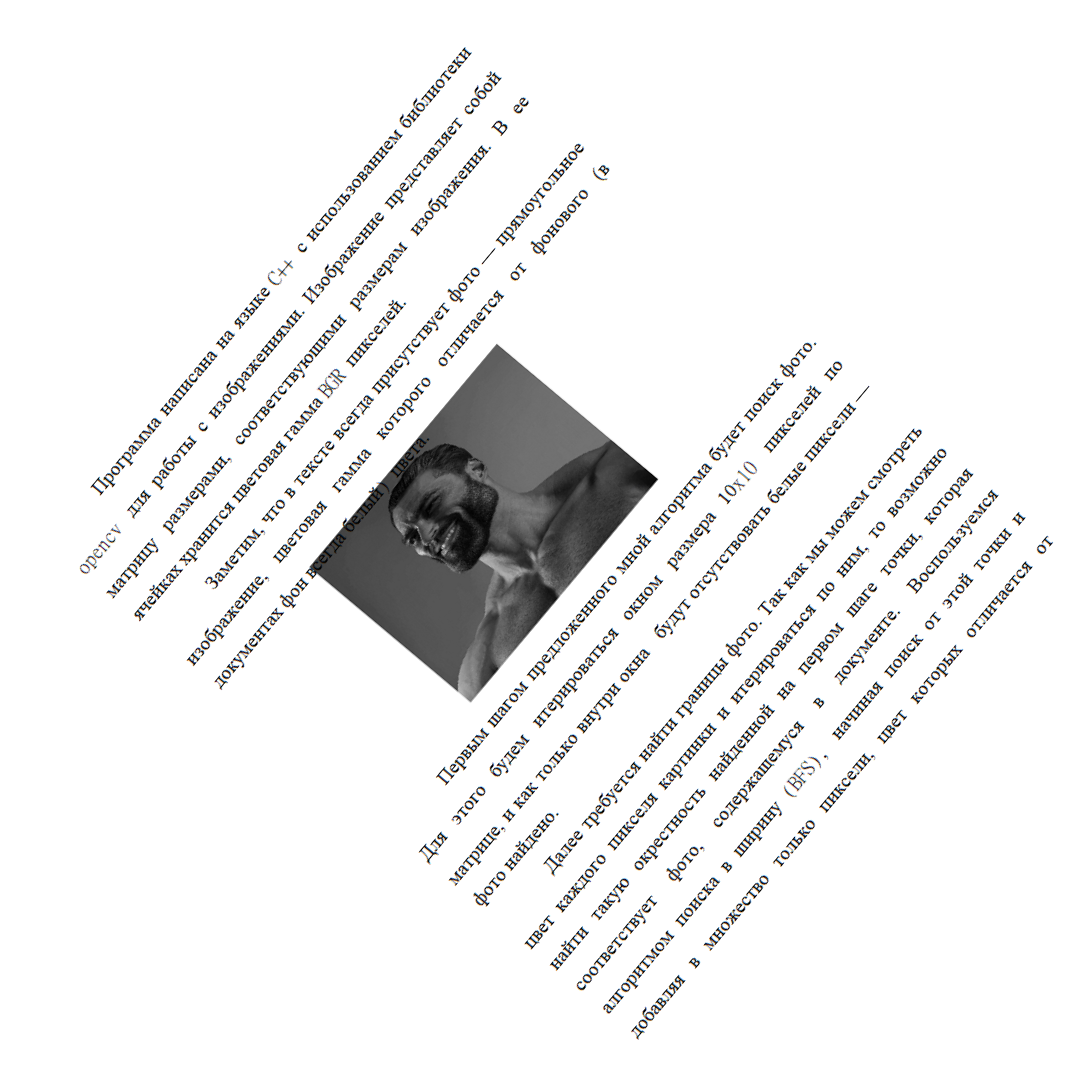 Программа написана на языке C++ с использованием библиотеки
opencv для работы с изображениями. Изображение представляет собой
матрицу размерами, соответствующими размерам изображения. В ее
ячейках хранится цветовая гамма BGR пикселей.
Заметим, что в тексте всегда присутствует фото — прямоугольное
изображение, цветовая гамма которого отличается от фонового (в
документах фон всегда белый) цвета.
Первым шагом предложенного мной алгоритма будет поиск фото.
Для этого будем итерироваться окном размера 10x10 пикселей по
матрице, и как только внутри окна будут отсутствовать белые пиксели —
фото найдено.
Далее требуется найти границы фото. Так как мы можем смотреть
цвет каждого пикселя картинки и итерироваться по ним, то возможно
найти такую окрестность найденной на первом шаге точки, которая
соответствует фото, содержащемуся в документе. Воспользуемся
алгоритмом поиска в ширину (BFS), начиная поиск от этой точки и
добавляя в множество только пиксели, цвет которых отличается от